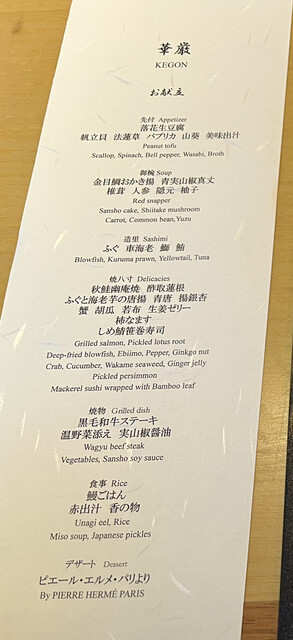 華厳
KEGON
お献立
先付 Appetizer
落花生豆腐
帆立貝 法蓮草 パプリカ 山葵 美味出汁
Peanut tofu
Scallop, Spinach, Bell pepper, Wasabi, Broth
御椀 Soup
金目鯛おかき揚 青実山椒真丈
椎茸 人参 隠元 柚子
Red snapper
Sansho cake, Shiitake mushroom
Carrot, Common bean, Yuzu
造里 Sashimi
ふぐ 車海老 鰤 鮪
Blowfish, Kuruma prawn, Yellowtail, Tuna
焼八寸 Delicacies
秋鮭幽庵焼 酢取蓮根
ふぐと海老芋の唐揚 青唐 揚銀杏
蟹 胡瓜 若布 生姜ゼリー
柿なます
しめ鯖笹巻寿司
Grilled salmon, Pickled lotus root
Deep-fried blowfish, Ebiimo, Pepper, Ginkgo nut
Crab, Cucumber, Wakame seaweed, Ginger jelly
Pickled persimmon
Mackerel sushi wrapped with Bamboo leaf
焼物 Grilled dish
黒毛和牛ステーキ
温野菜添え 実山椒醤油
Wagyu beef steak
Vegetables, Sansho soy sauce
食事 Rice
鰻ごはん
赤出汁 香の物
Unagi eel, Rice
Miso soup, Japanese pickles
デザート Dessert
ピエール・エルメ・パリより
By PIERRE HERMÉ PARIS